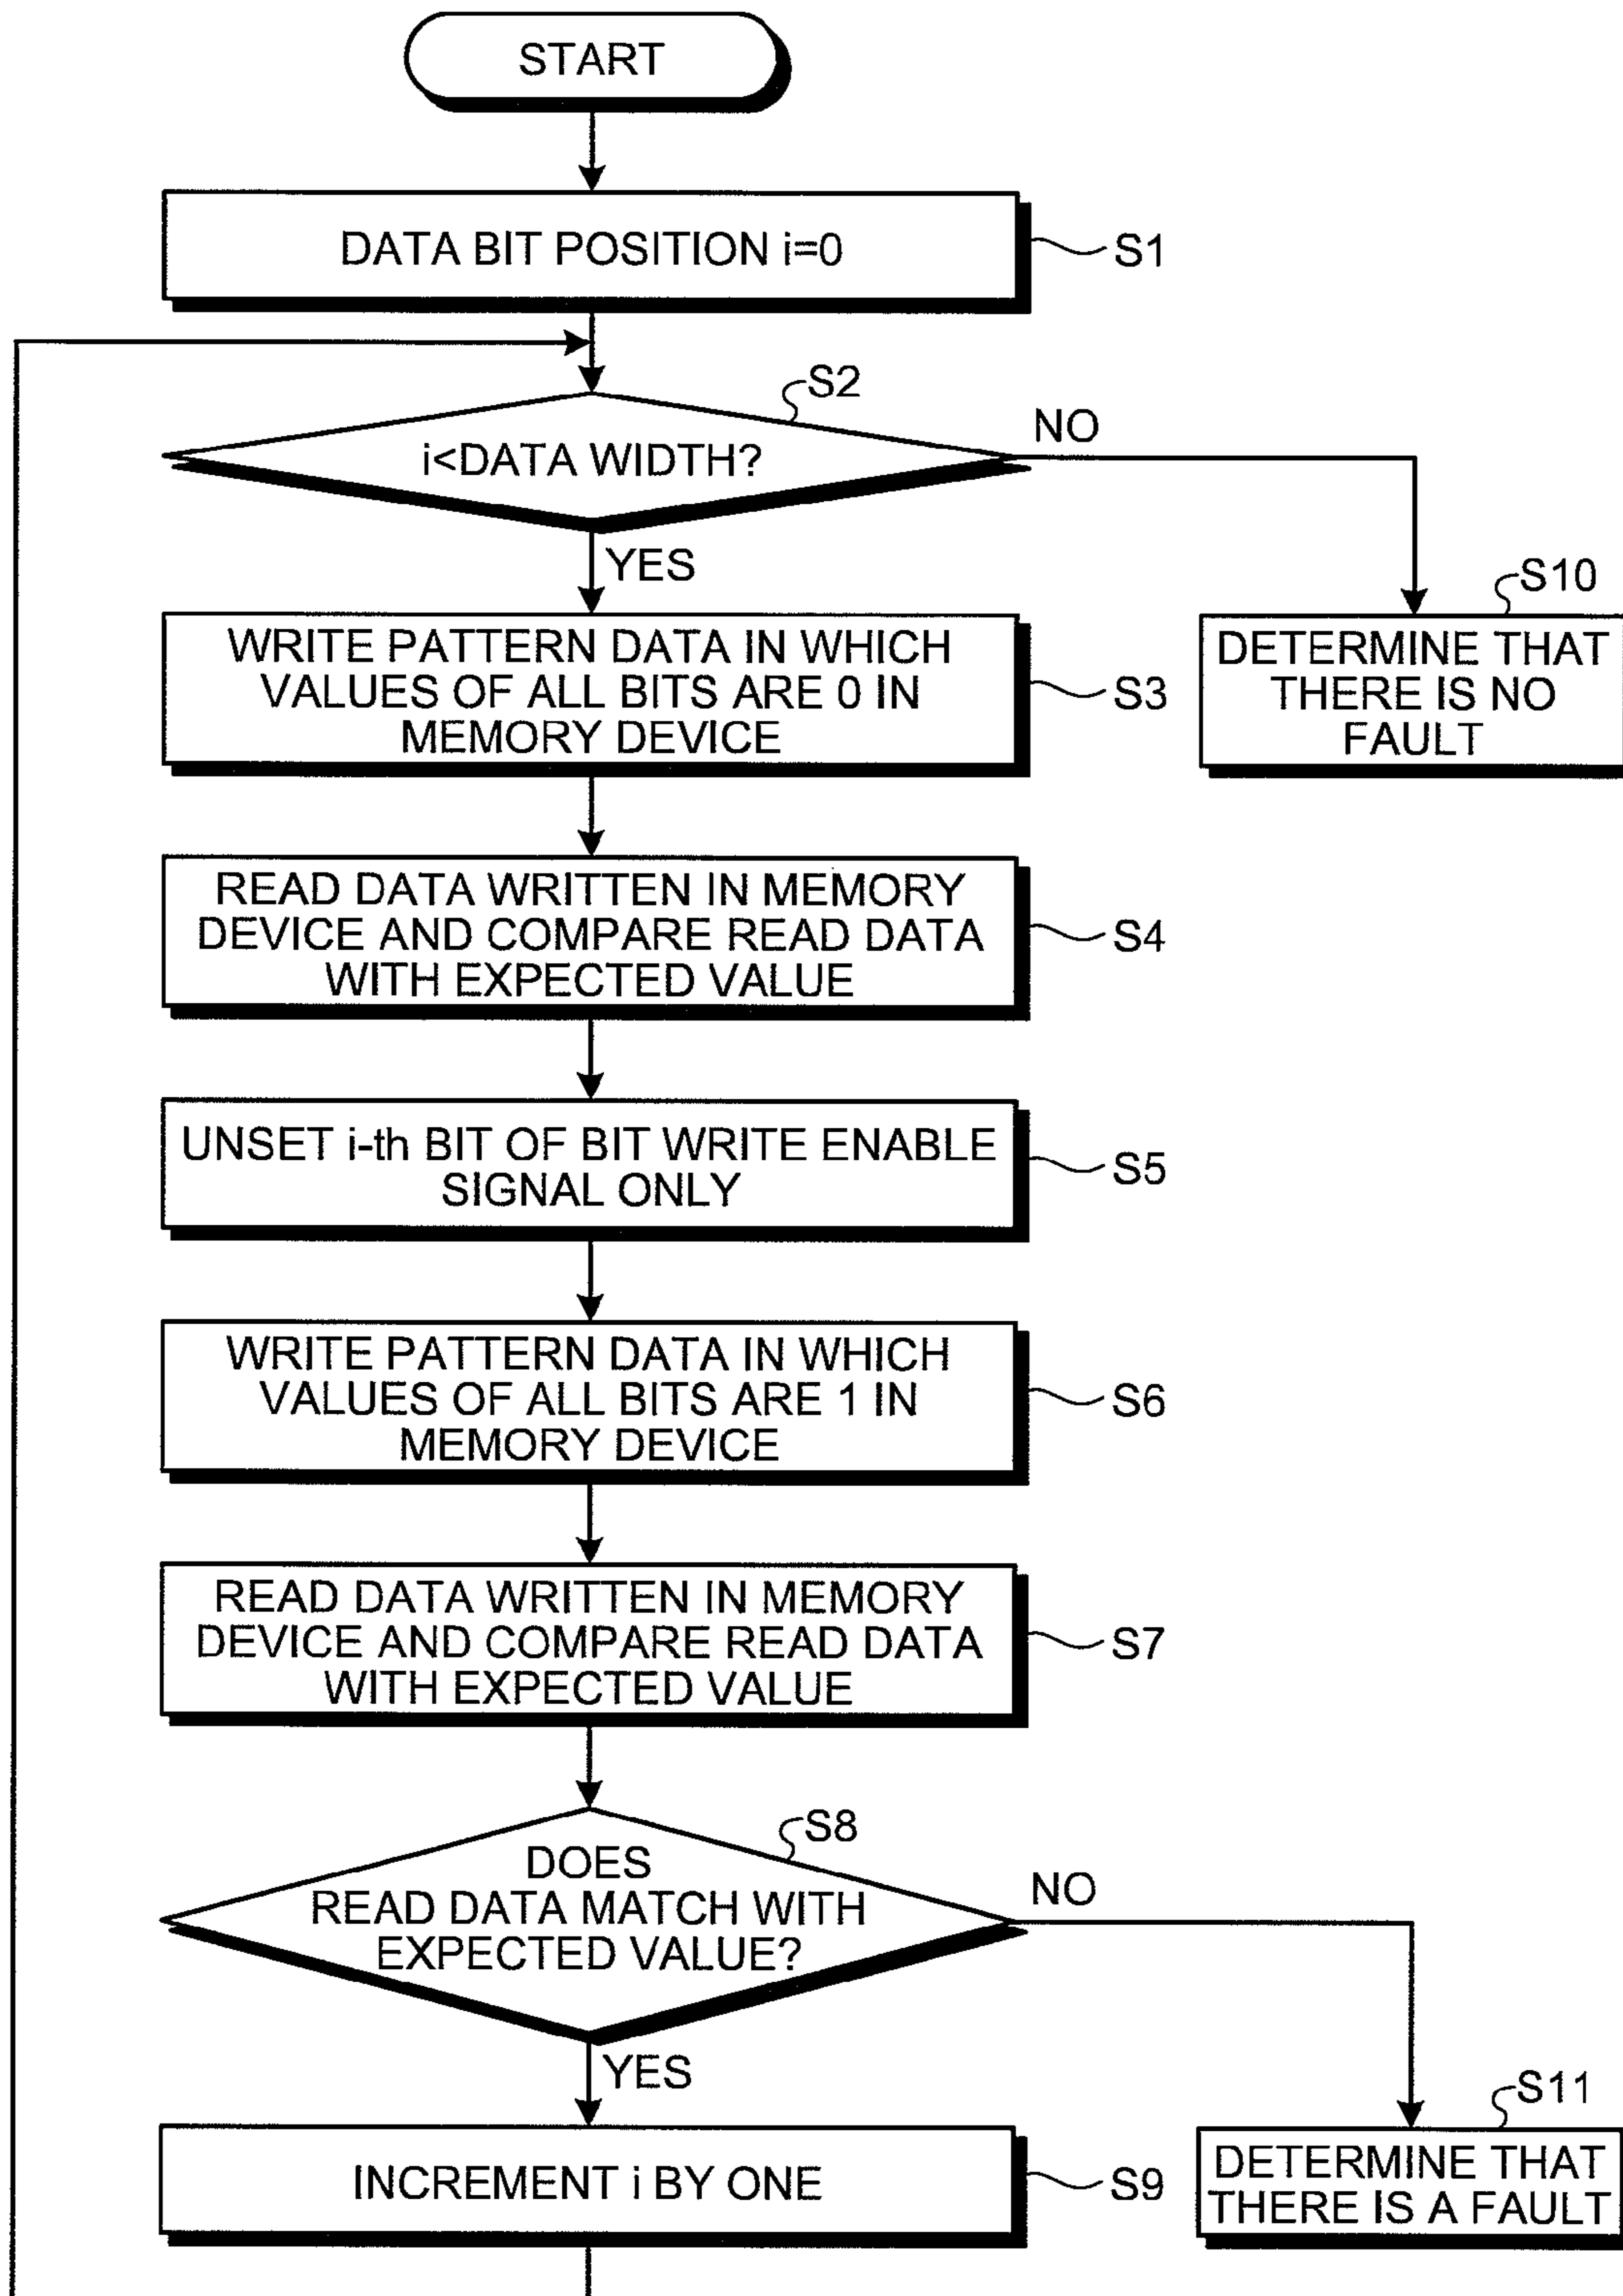 START
DATA BIT POSITION i=0
S1
S2
i<DATA WIDTH?
NO
YES
WRITE PATTERN DATA IN WHICH
VALUES OF ALL BITS ARE 0 IN
MEMORY DEVICE
S3
S10
DETERMINE THAT
THERE IS NO
FAULT
READ DATA WRITTEN IN MEMORY
DEVICE AND COMPARE READ DATA
WITH EXPECTED VALUE
S4
UNSET i-th BIT OF BIT WRITE ENABLE
SIGNAL ONLY
S5
WRITE PATTERN DATA IN WHICH
VALUES OF ALL BITS ARE 1 IN
MEMORY DEVICE
S6
READ DATA WRITTEN IN MEMORY
DEVICE AND COMPARE READ DATA
WITH EXPECTED VALUE
S7
S8
DOES
READ DATA MATCH WITH
EXPECTED VALUE?
NO
YES
INCREMENT i BY ONE
S9
S11
DETERMINE THAT
THERE IS A FAULT